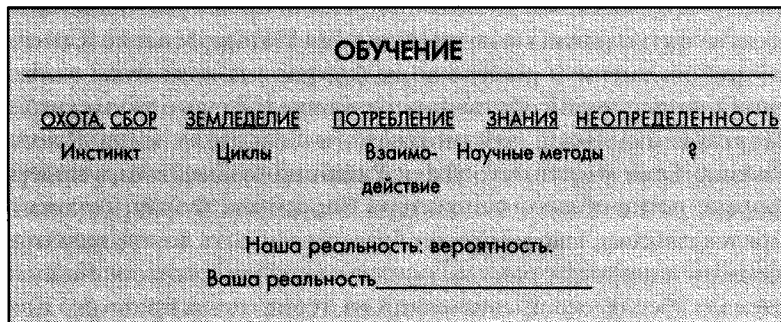 ОБУЧЕНИЕ
ОХОТА, СБОР ЗЕМЛЕДЕЛИЕ ПОТРЕБЛЕНИЕ ЗНАНИЯ НЕОПРЕДЕЛЕННОСТЬ
Инстинкт Циклы Взаимо- Научные методы ?
действие
Наша реальность: вероятность.
Ваша реальность